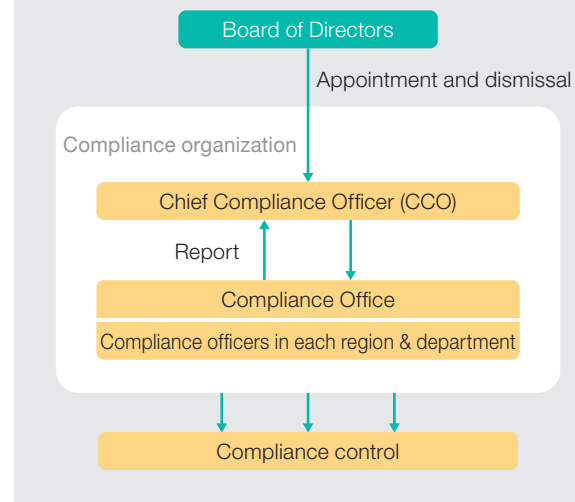 Board of Directors
Appointment and dismissal
Compliance organization
Chief Compliance Officer (CCO)
Report
Compliance Office
Compliance officers in each region & department
Compliance control